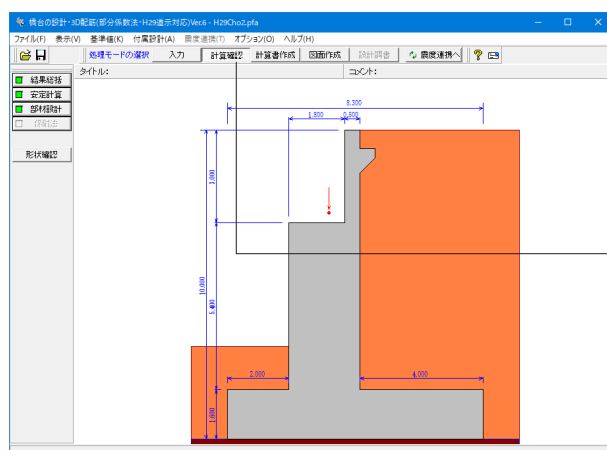 橋台の設計・3D配筋(部分係数法・H29道示対応)Ver.6 - H29Cho2.pfa
ファイル(F) 表示(V) 基準値(K) 付属設計(A) 震度連携(T) オプション(O) ヘルプ(H)
処理モードの選択 入力 計算確認 計算書作成 図面作成 設計調書 震度連携へ
タイトル: コメント:
結果総括
安定計算
部材設計
形状確認
8.300
1.800 0.500
3.000
10.000
5.400
2.000 4.000
1.600